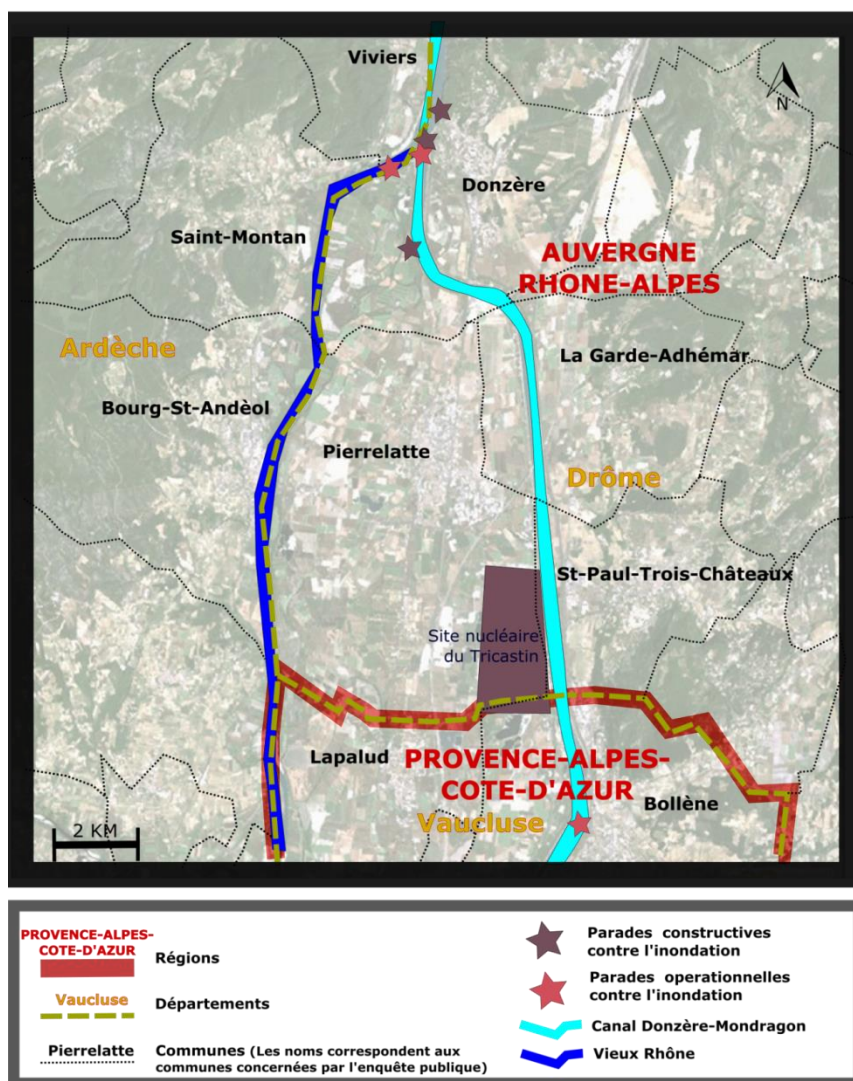 Viviers
N
Donzère
Saint-Montan
AUVERGNE
RHONE-ALPES
Ardèche
La Garde-Adhémar
Bourg-St-Andèol
Pierrelatte
Drôme
St-Paul-Trois-Châteaux
Site nucléaire
du Tricastin
Lapalud
PROVENCE-ALPES-
COTE-D'AZUR
Bollène
Vaucluse
2 KM
PROVENCE-ALPES-
COTE-D'AZUR
Régions
Vaucluse
Départements
Pierrelatte
Communes (Les noms correspondent aux
communes concernées par l'enquête publique)
Parades constructives
contre l'inondation
Parades operationnelles
contre l'inondation
Canal Donzère-Mondragon
Vieux Rhône